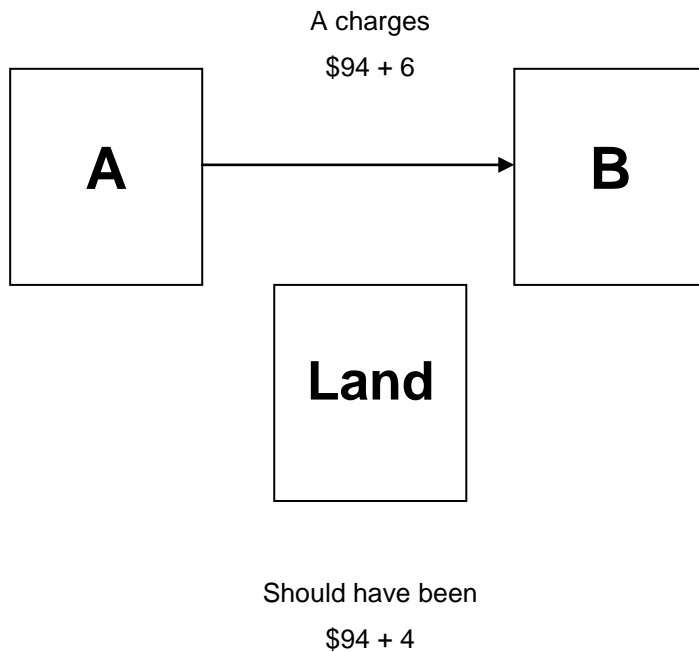 A charges
$94 + 6
A
B
Land
Should have been
$94 + 4